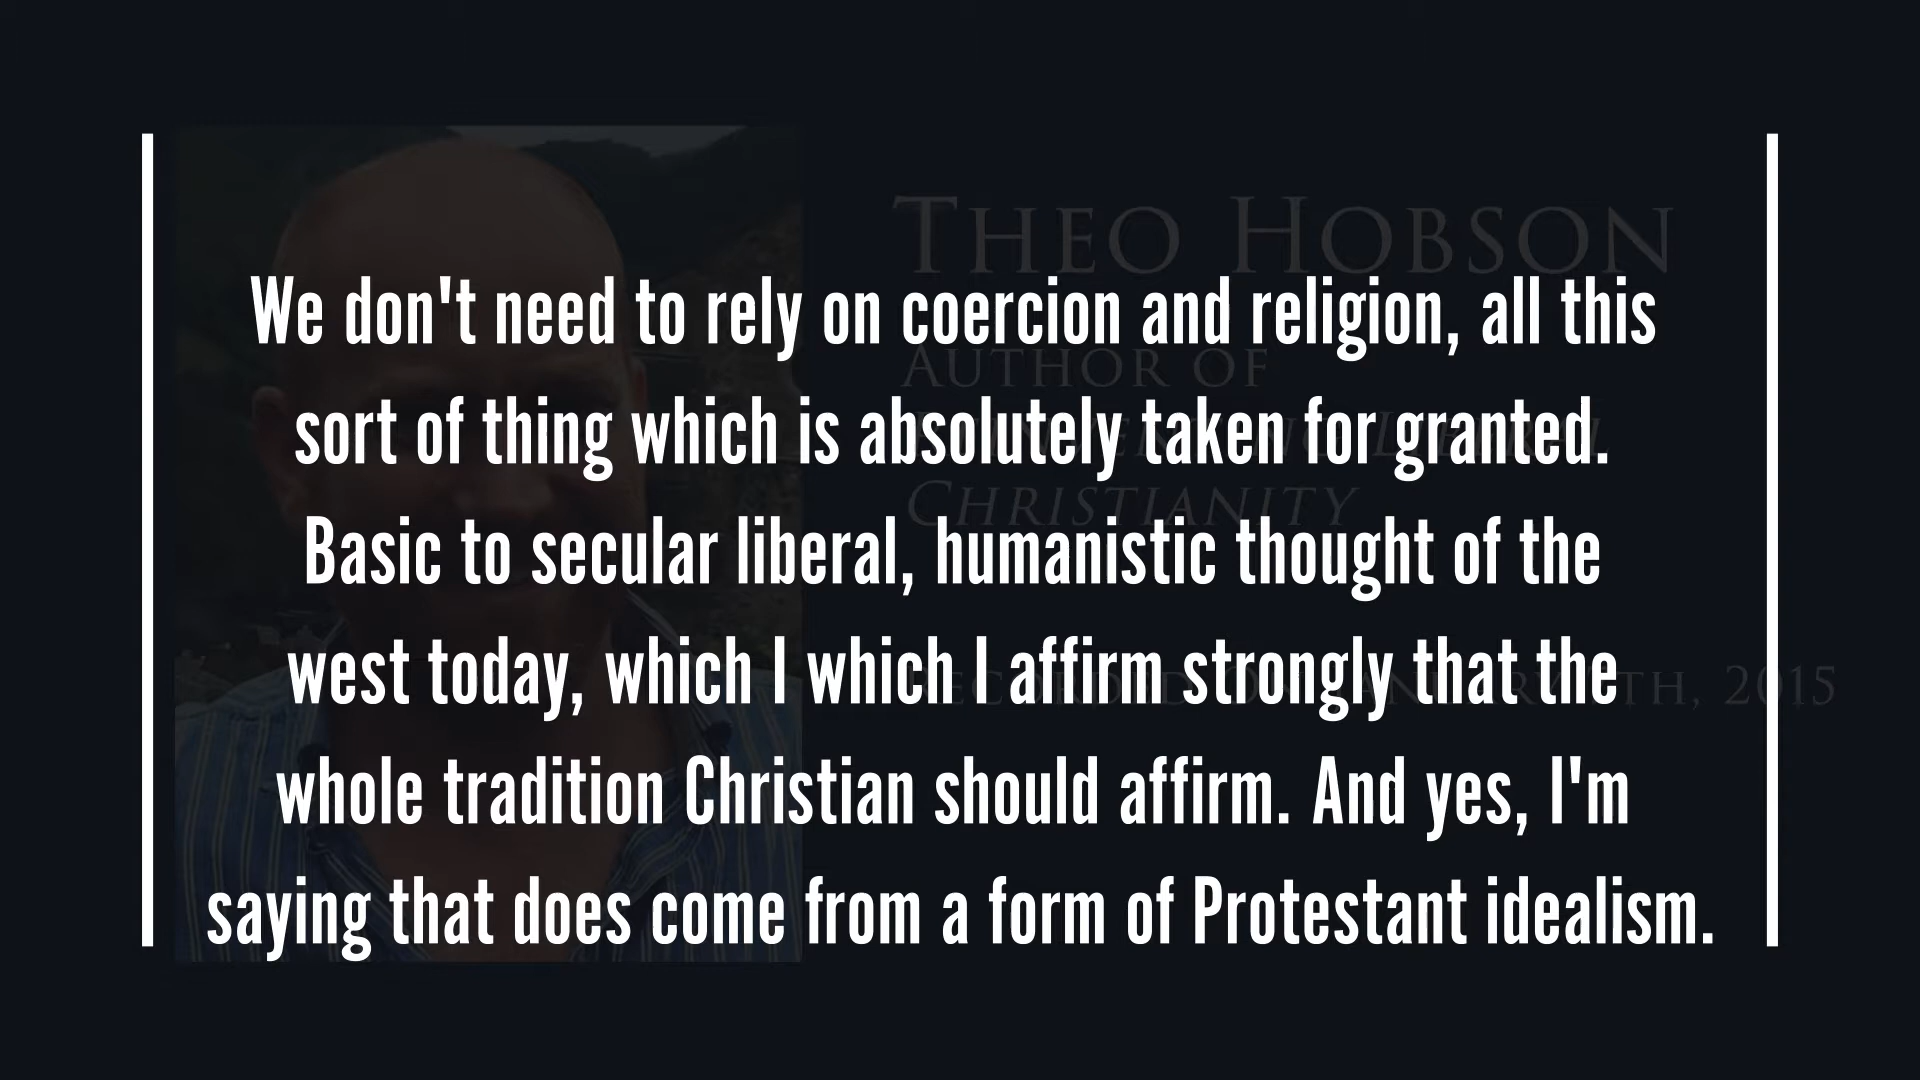 THEO HOBSON
We don't need to rely on coercion and religion, all this
AUTHOR OF
sort of thing which is absolutely taken for granted.
CHRISTIANITY
Basic to secular liberal, humanistic thought of the
west today, which I which I affirm strongly that the
TH, 2015
whole tradition Christian should affirm. And yes, I'm
saying that does come from a form of Protestant idealism.